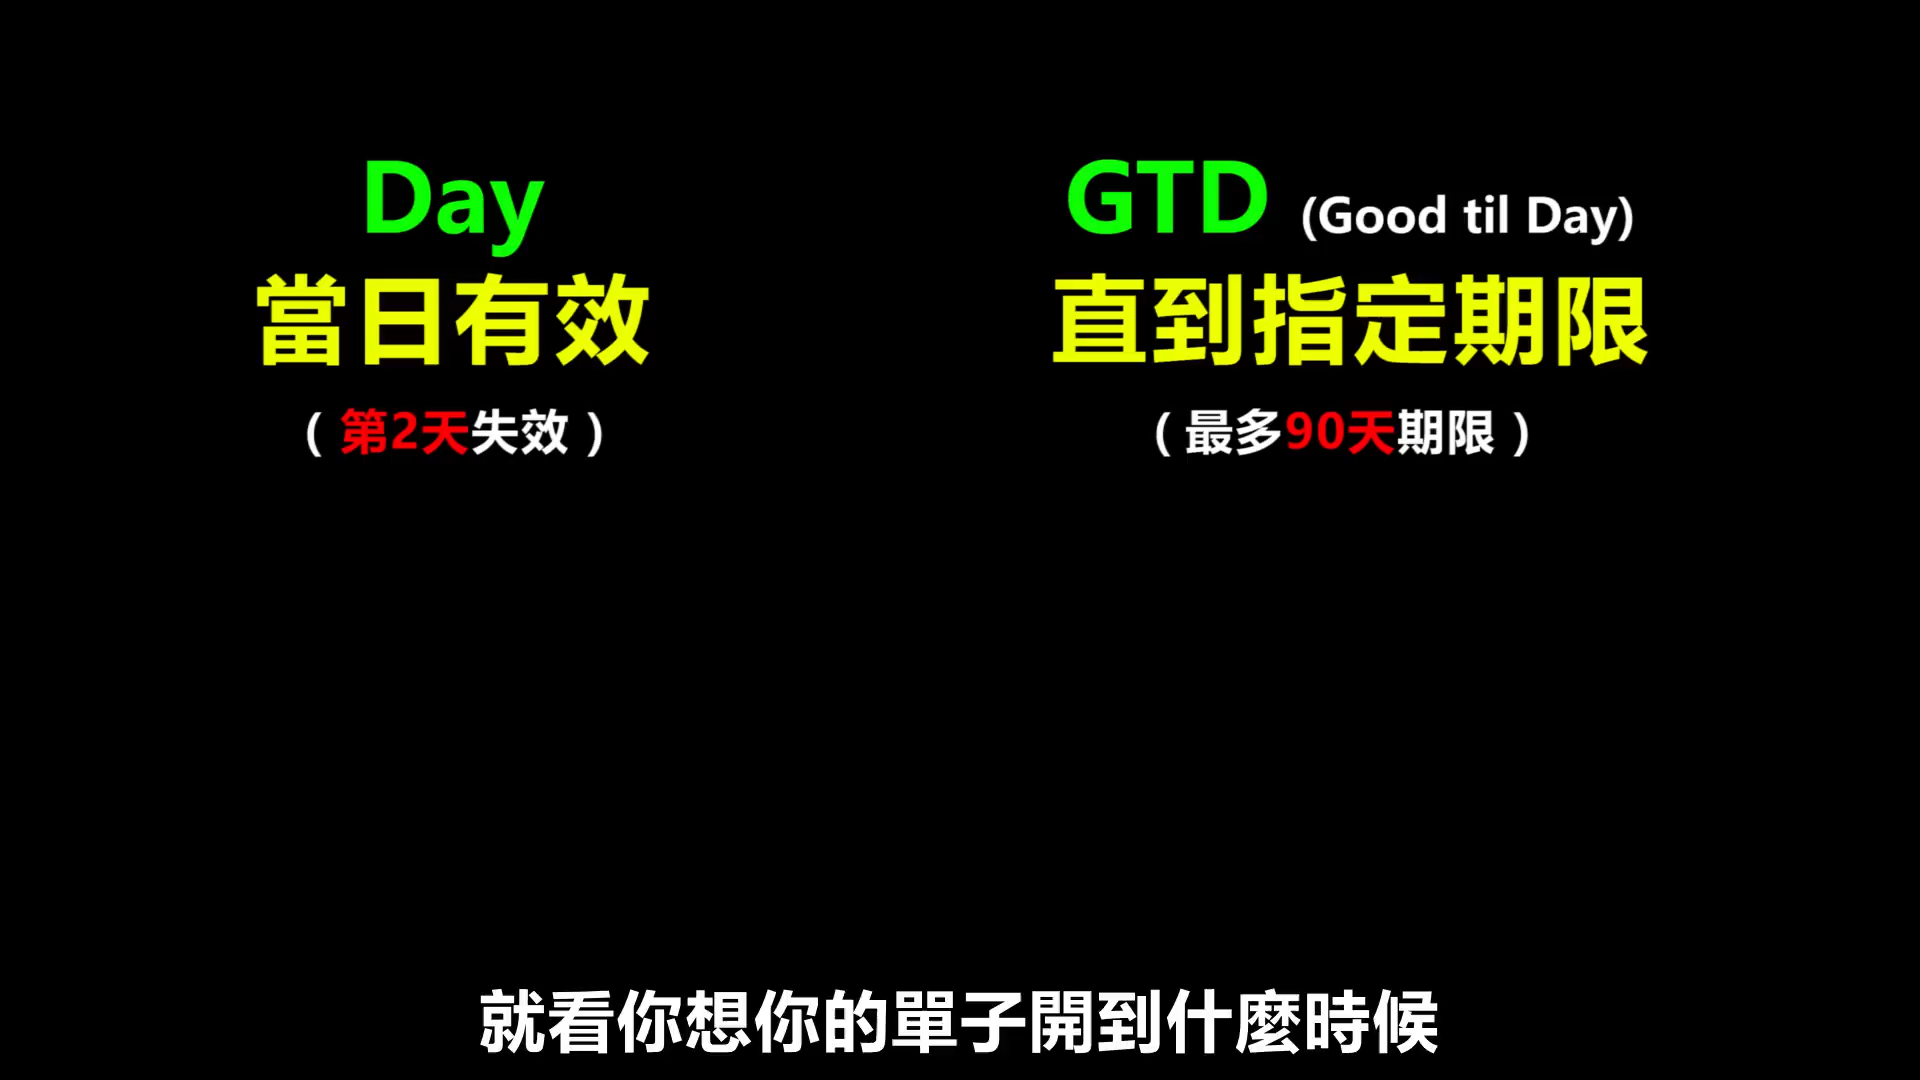 Day
當日有效
(第2天失效)
GTD (Good til Day)
直到指定期限
(最多90天期限)
就看你想你的單子開到什麼時候